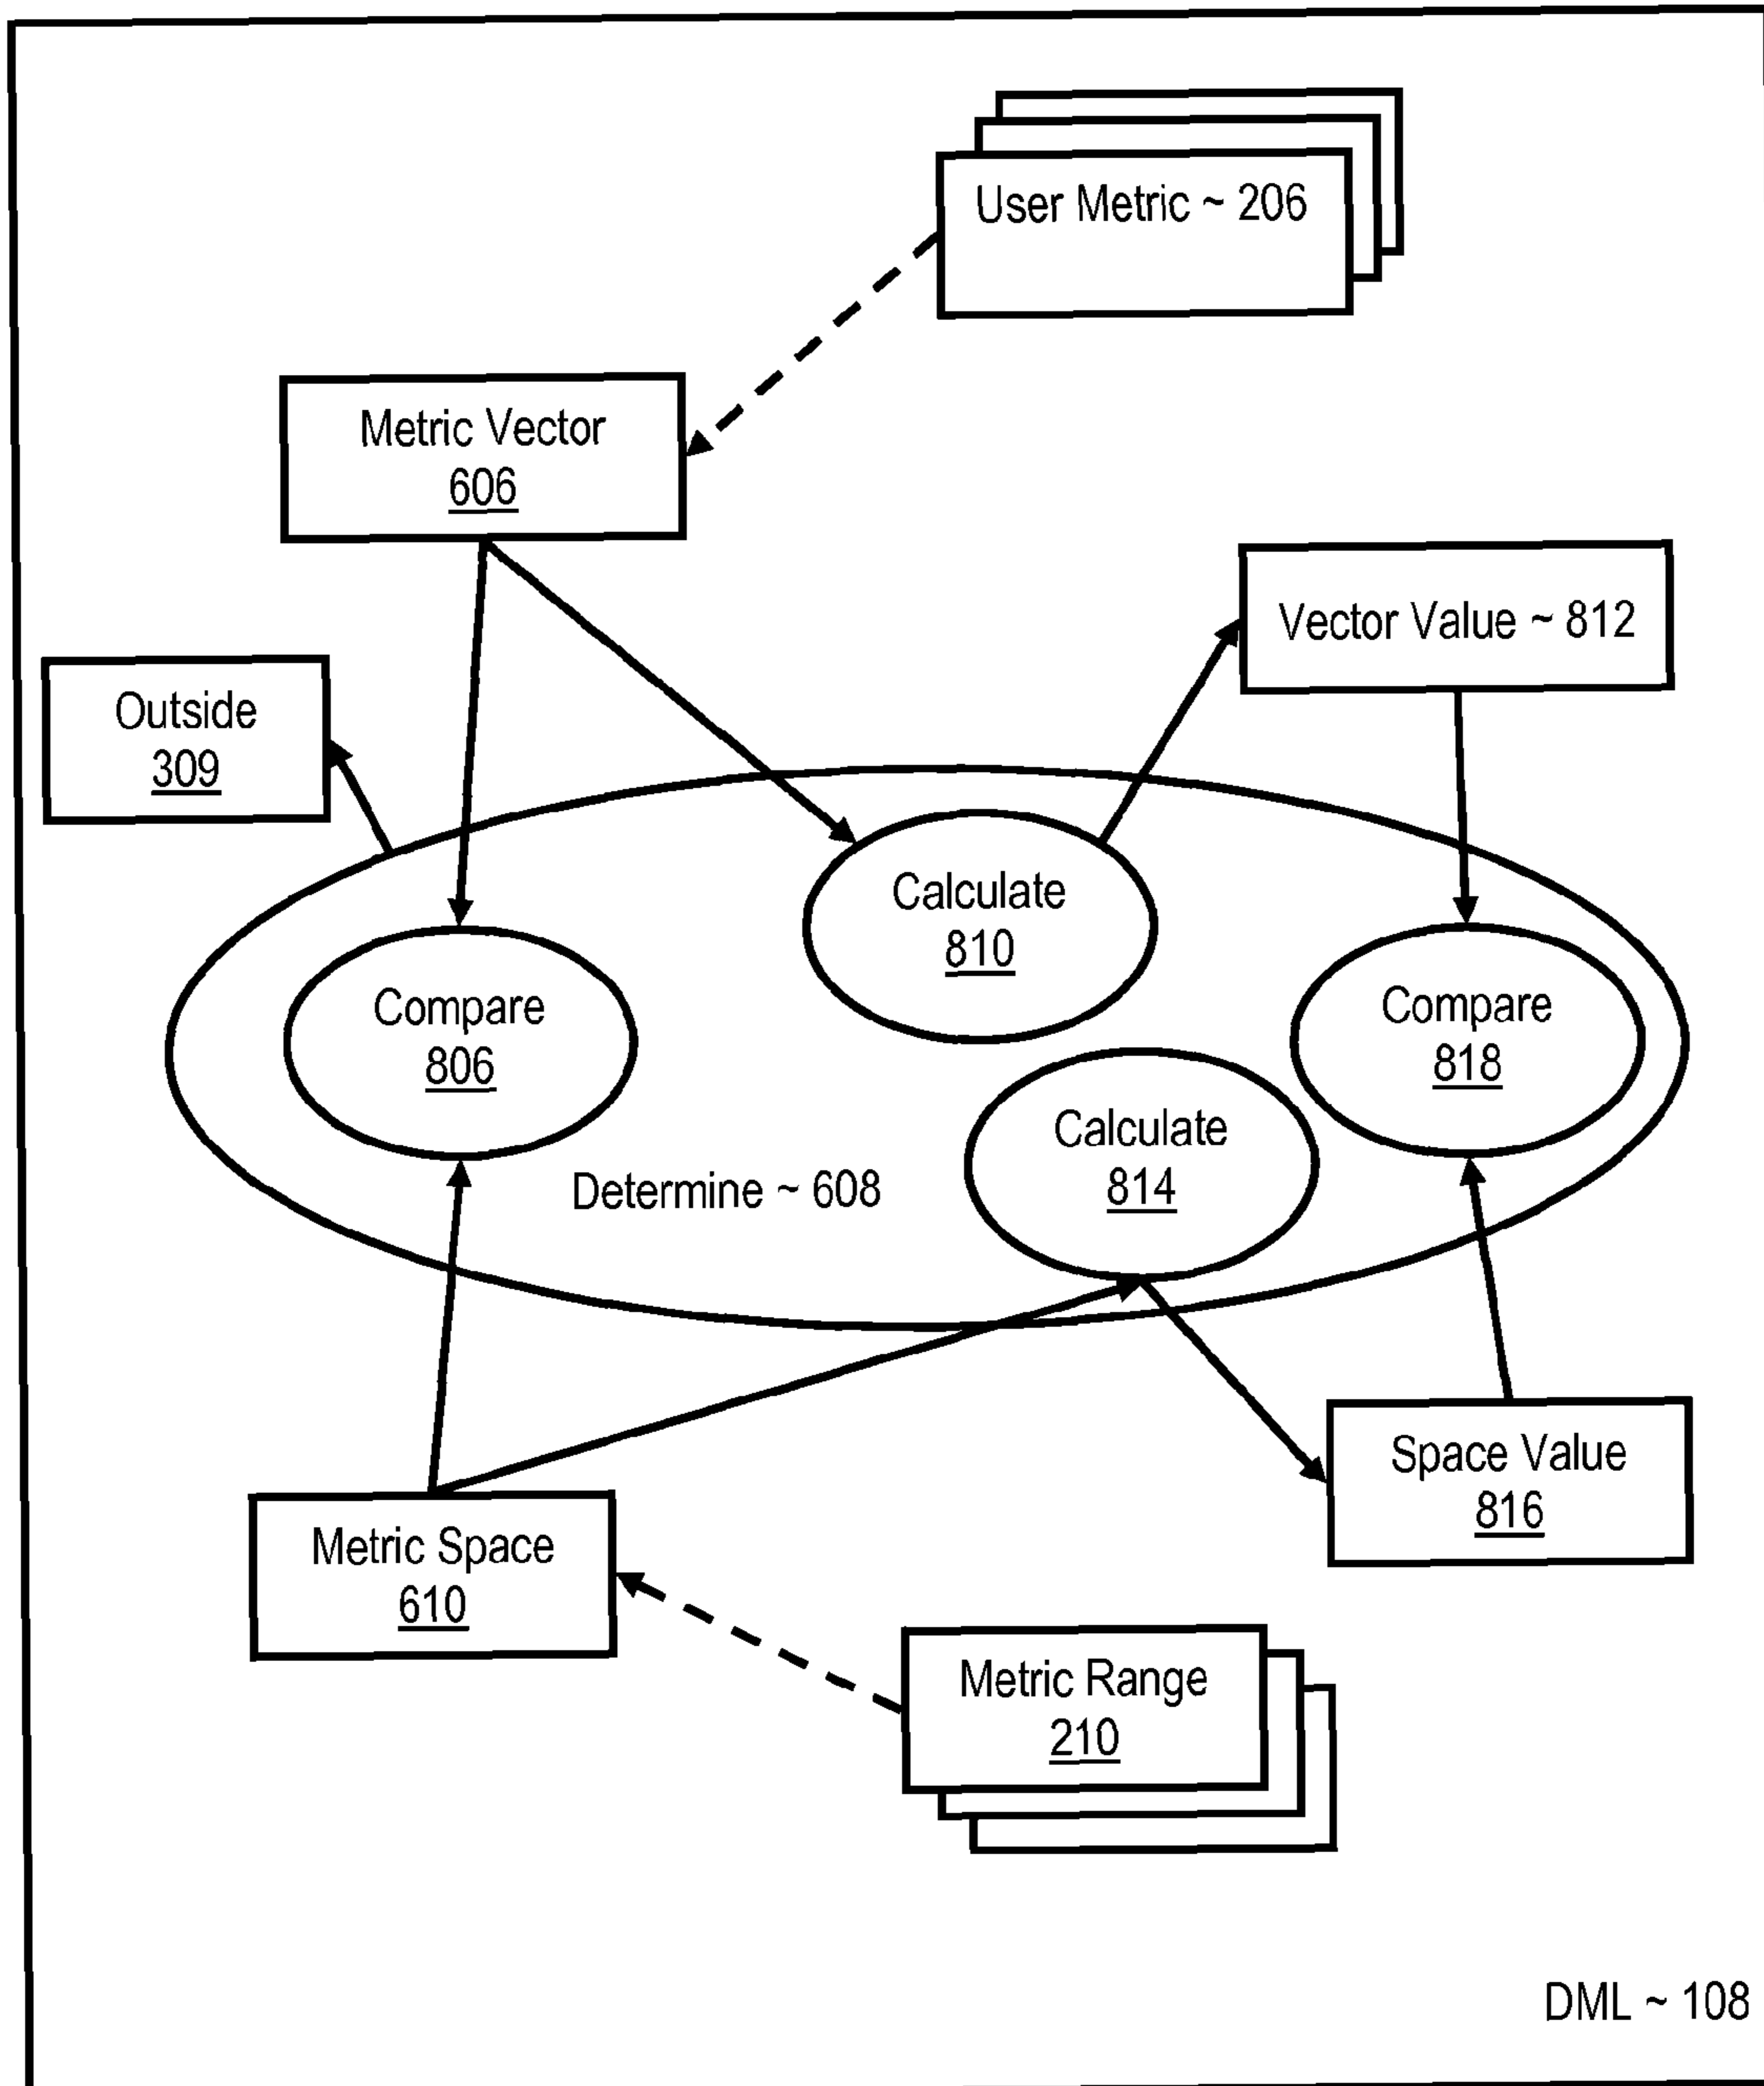 User Metric ~ 206
Metric Vector
606
Vector Value ~ 812
Outside
309
Calculate
810
Compare
806
Compare
818
Calculate
814
Determine ~ 608
Space Value
816
Metric Space
610
Metric Range
210
DML ~ 108